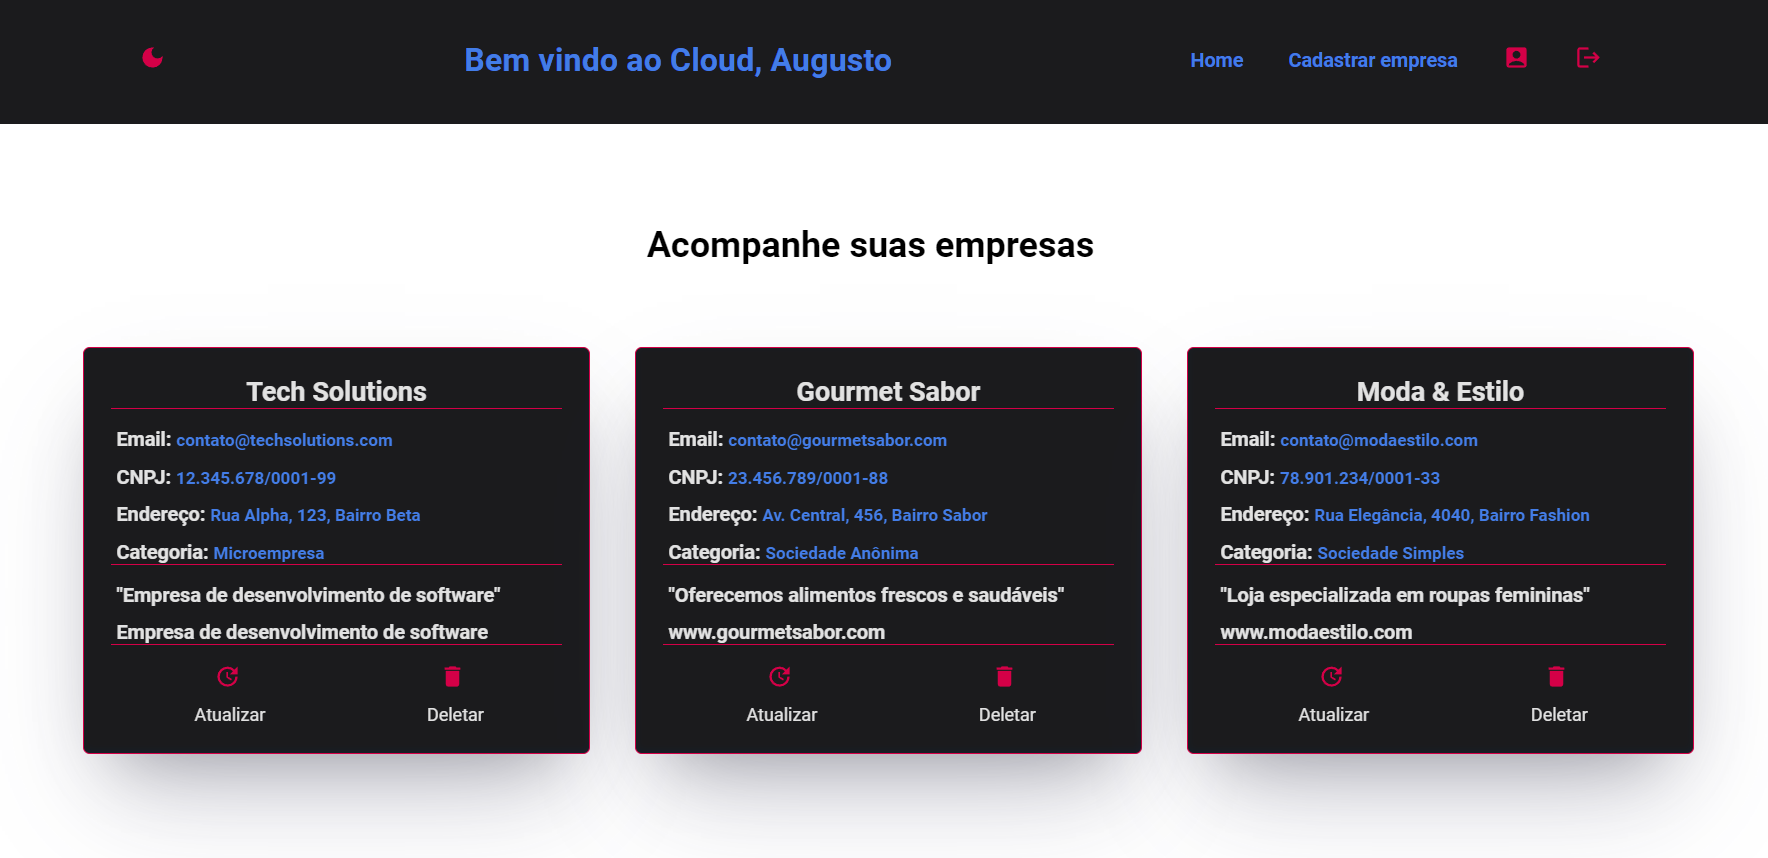 Bem vindo ao Cloud, Augusto
Home
Cadastrar empresa
Acompanhe suas empresas
Tech Solutions
Email: contato@techsolutions.com
CNPJ: 12.345.678/0001-99
Endereço: Rua Alpha, 123, Bairro Beta
Categoria: Microempresa
"Empresa de desenvolvimento de software"
Empresa de desenvolvimento de software
Atualizar
Deletar
Gourmet Sabor
Email: contato@gourmetsabor.com
CNPJ: 23.456.789/0001-88
Endereço: Av. Central, 456, Bairro Sabor
Categoria: Sociedade Anônima
"Oferecemos alimentos frescos e saudáveis"
www.gourmetsabor.com
Atualizar
Deletar
Moda & Estilo
Email: contato@modaestilo.com
CNPJ: 78.901.234/0001-33
Endereço: Rua Elegância, 4040, Bairro Fashion
Categoria: Sociedade Simples
"Loja especializada em roupas femininas"
www.modaestilo.com
Atualizar
Deletar